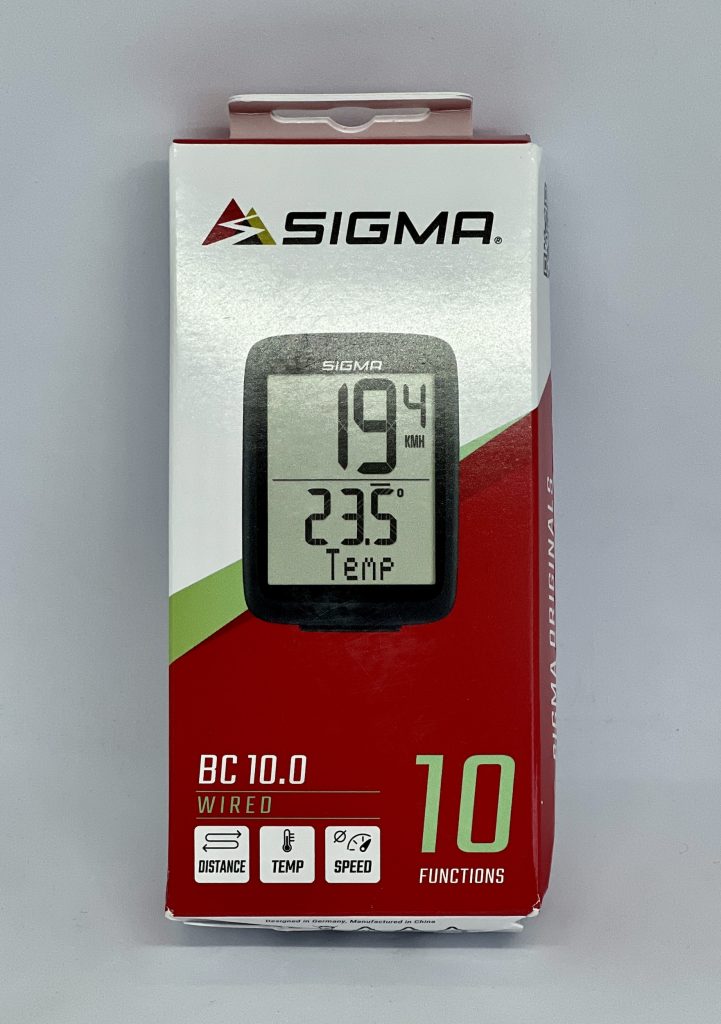 SIGMA®
SIGMA
19 4
KMH
23.5°
Temp
SIGMA ORIGINALS
BC 10.0
WIRED
10
DISTANCE
TEMP
Ø
SPEED
FUNCTIONS
Designed in Germany, Manufactured in China